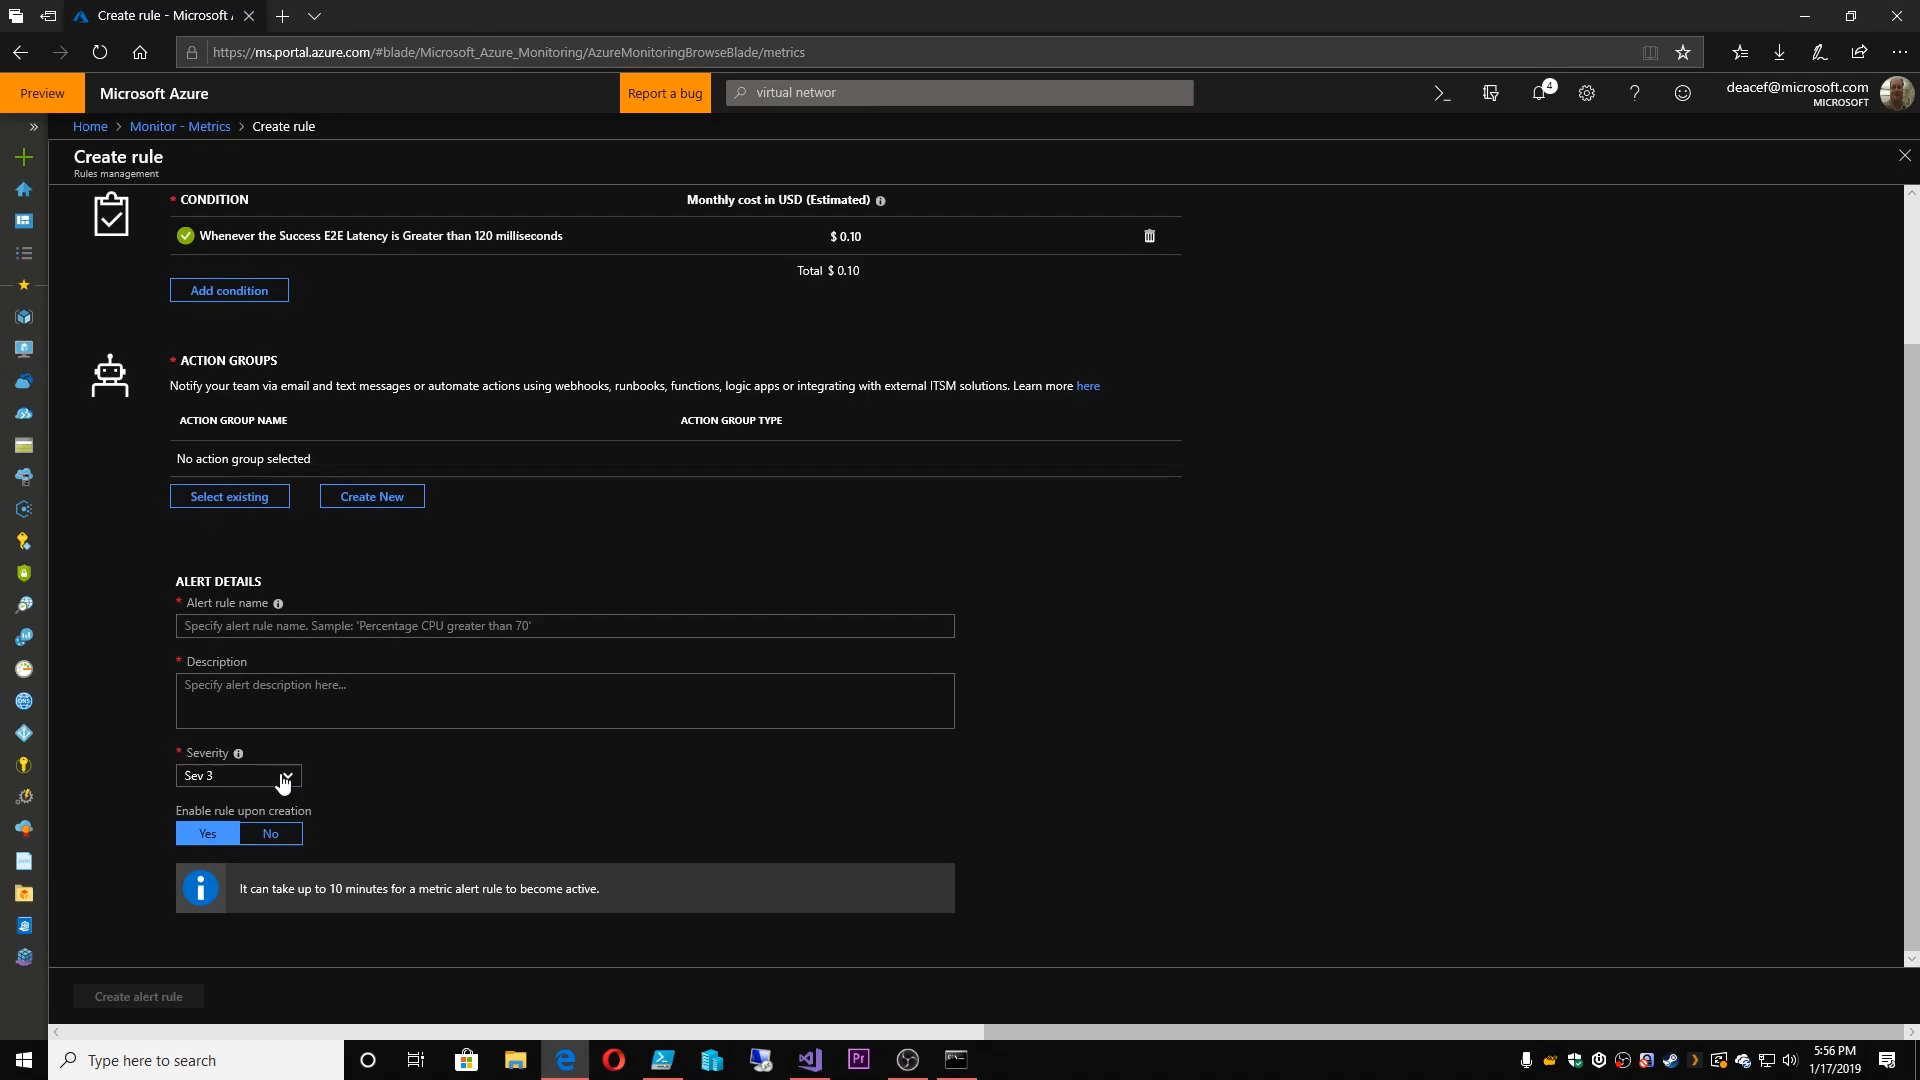 Create rule - Microsoft A
https://ms.portal.azure.com/#blade/Microsoft_Azure_Monitoring/AzureMonitoringBrowseBlade/metrics
Preview
Microsoft Azure
Report a bug
virtual networ
4
deacef@microsoft.com
MICROSOFT
Home > Monitor - Metrics > Create rule
Create rule
Rules management
* CONDITION
Monthly cost in USD (Estimated)
Whenever the Success E2E Latency is Greater than 120 milliseconds
$ 0.10
Total $ 0.10
Add condition
* ACTION GROUPS
Notify your team via email and text messages or automate actions using webhooks, runbooks, functions, logic apps or integrating with external ITSM solutions. Learn more here
ACTION GROUP NAME
ACTION GROUP TYPE
No action group selected
Select existing
Create New
ALERT DETAILS
* Alert rule name
Specify alert rule name. Sample: 'Percentage CPU greater than 70'
* Description
Specify alert description here...
* Severity
Sev 3
Enable rule upon creation
Yes
No
It can take up to 10 minutes for a metric alert rule to become active.
Create alert rule
Type here to search
Pr
5:56 PM
1/17/2019